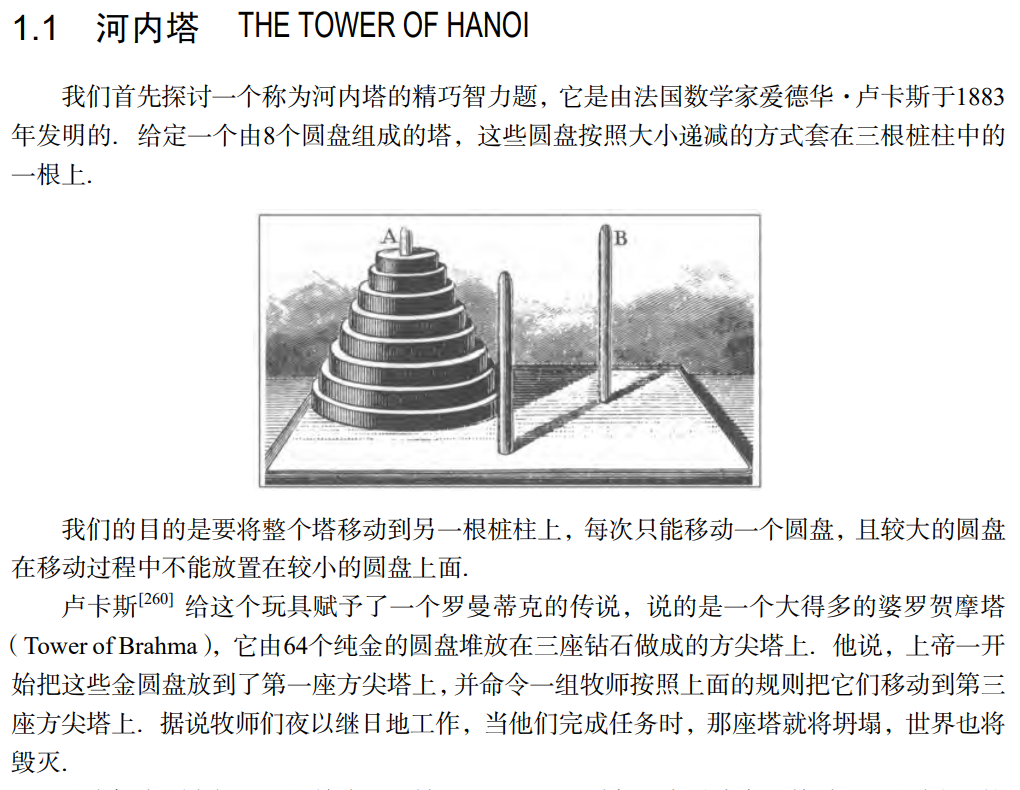 1.1 河内塔 THE TOWER OF HANOI
我们首先探讨一个称为河内塔的精巧智力题，它是由法国数学家爱德华·卢卡斯于1883
年发明的．给定一个由8个圆盘组成的塔，这些圆盘按照大小递减的方式套在三根桩柱中的
一根上．
A
B
我们的目的是要将整个塔移动到另一根桩柱上，每次只能移动一个圆盘，且较大的圆盘
在移动过程中不能放置在较小的圆盘上面．
卢卡斯[260] 给这个玩具赋予了一个罗曼蒂克的传说，说的是一个大得多的婆罗贺摩塔
（Tower of Brahma），它由64个纯金的圆盘堆放在三座钻石做成的方尖塔上．他说，上帝一开
始把这些金圆盘放到了第一座方尖塔上，并命令一组牧师按照上面的规则把它们移动到第三
座方尖塔上．据说牧师们夜以继日地工作，当他们完成任务时，那座塔就将坍塌，世界也将
毁灭．